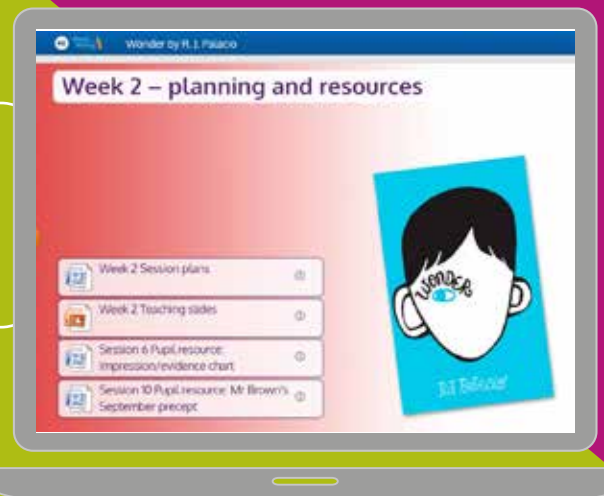 Wonder by R. J. Palacio
Week 2 – planning and resources
Week 2 Session plans
Week 2 Teaching slides
Session 6 Pupil resource:
Impression/evidence chart
Session 10 Pupil resource: Mr Brown's
September precept
WONDER
R.J. Palacio